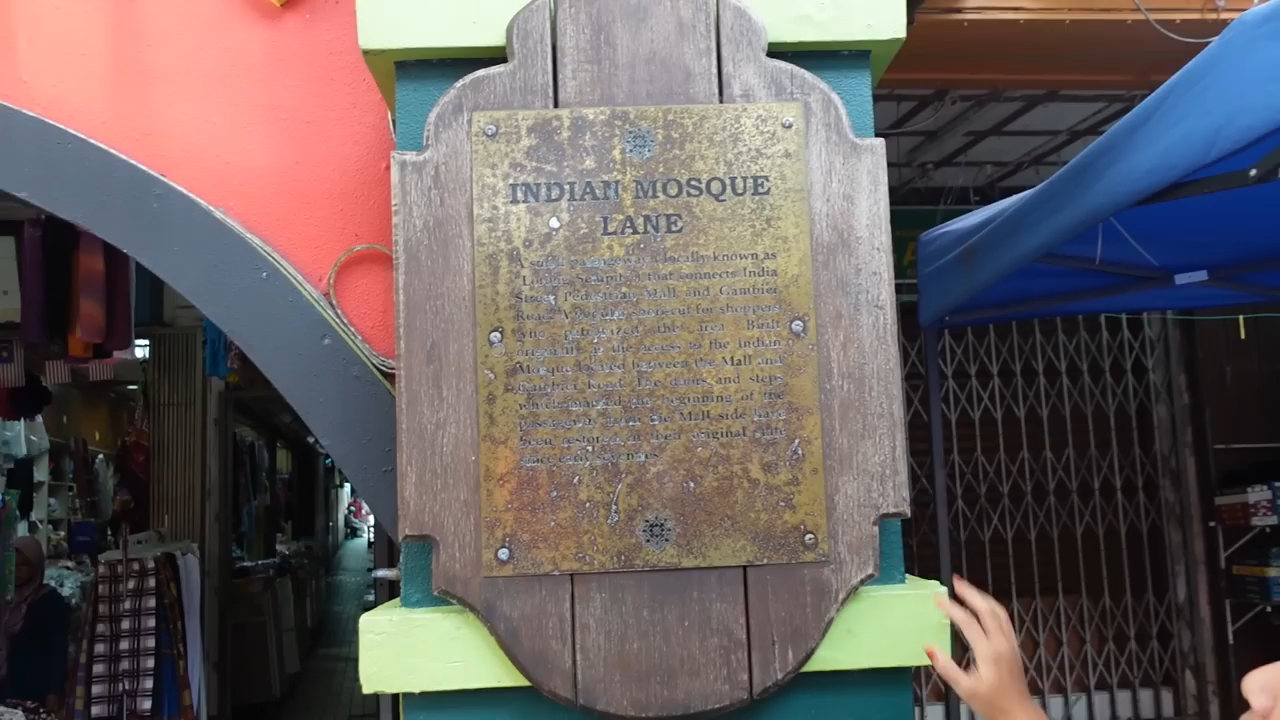 INDIAN MOSQUE
LANE
A small passageway locally known as
"Lorong Sempit" that connects India
Street Pedestrian Mall and Gambier
Road. A popular short cut for shoppers
who patronized the area. Built
originally as the access to the Indian
Mosque located between the Mall and
Gambier Road. The doors and steps
which marked the beginning of the
passageway from the Mall side have
been restored to their original state
since early seventies.